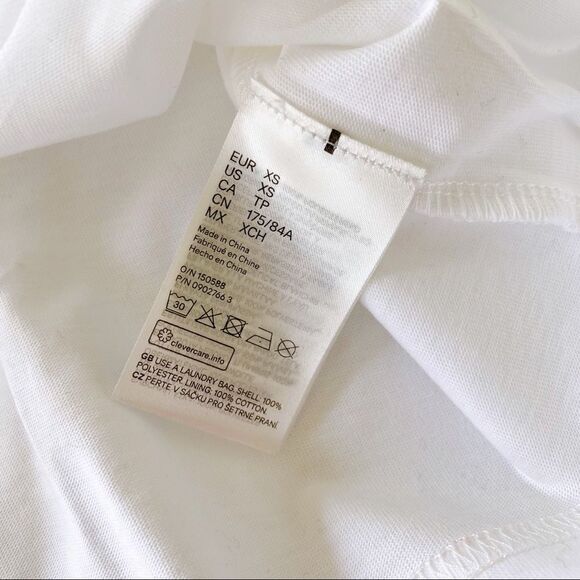 EUR XS
US XS
CA TP
CN 175/84A
MX XCH
Made in China
Fabriqué en Chine
Hecho en China
O/N 150588
P/N 0902766 3
30
clevercare.info
GB USE A LAUNDRY BAG. SHELL: 100%
POLYESTER. LINING: 100% COTTON.
CZ PERTE V SÁČKU PRO ŠETRNÉ PRANÍ